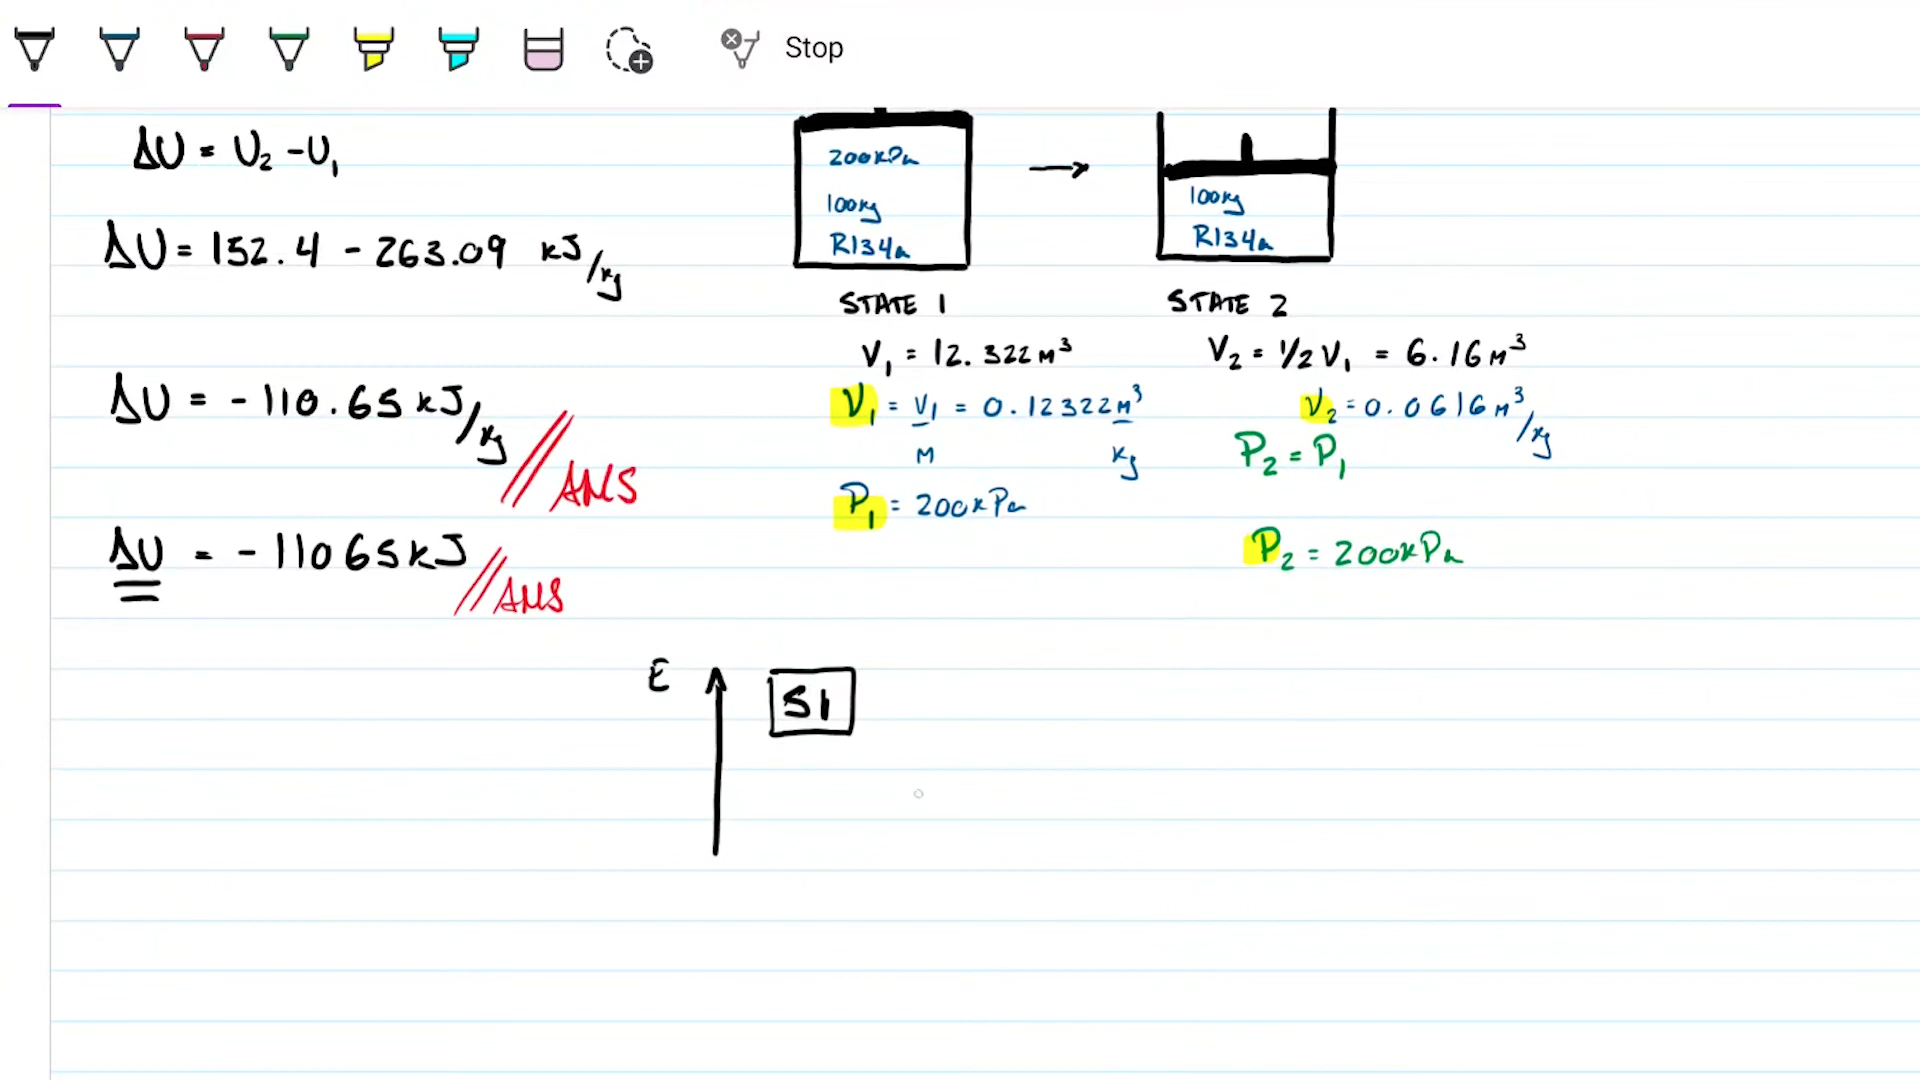 Stop
ΔU = U₂ - U₁
ΔU = 152.4 - 263.09 kJ/kg
ΔU = -110.65 kJ/kg // ANS
ΔU = -11065 kJ // ANS
200kPa
100kg
R134a
→
100kg
R134a
STATE 1
V₁ = 12.322 m³
V₁ = V₁/m = 0.12322 m³/kg
P₁ = 200kPa
STATE 2
V₂ = 1/2 V₁ = 6.16 m³
V₂ = 0.0616 m³/kg
P₂ = P₁
P₂ = 200kPa
E
S1